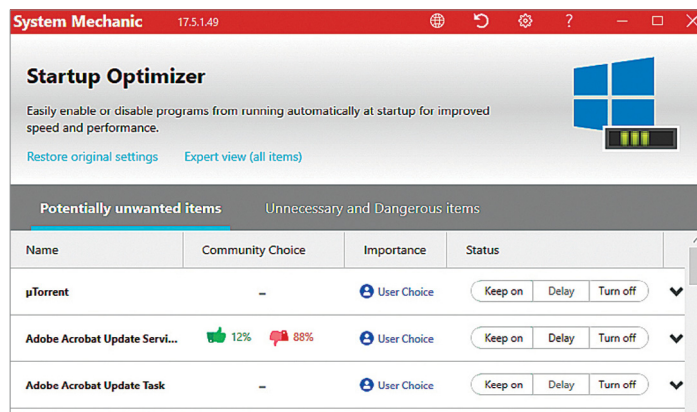 System Mechanic 17.5.1.49 ?
Startup Optimizer
Easily enable or disable programs from running automatically at startup for improved
speed and performance.
Restore original settings Expert view (all items)
Potentially unwanted items Unnecessary and Dangerous items
Name Community Choice Importance Status
µTorrent – User Choice Keep on Delay Turn off
Adobe Acrobat Update Servi... 12% 88% User Choice Keep on Delay Turn off
Adobe Acrobat Update Task – User Choice Keep on Delay Turn off